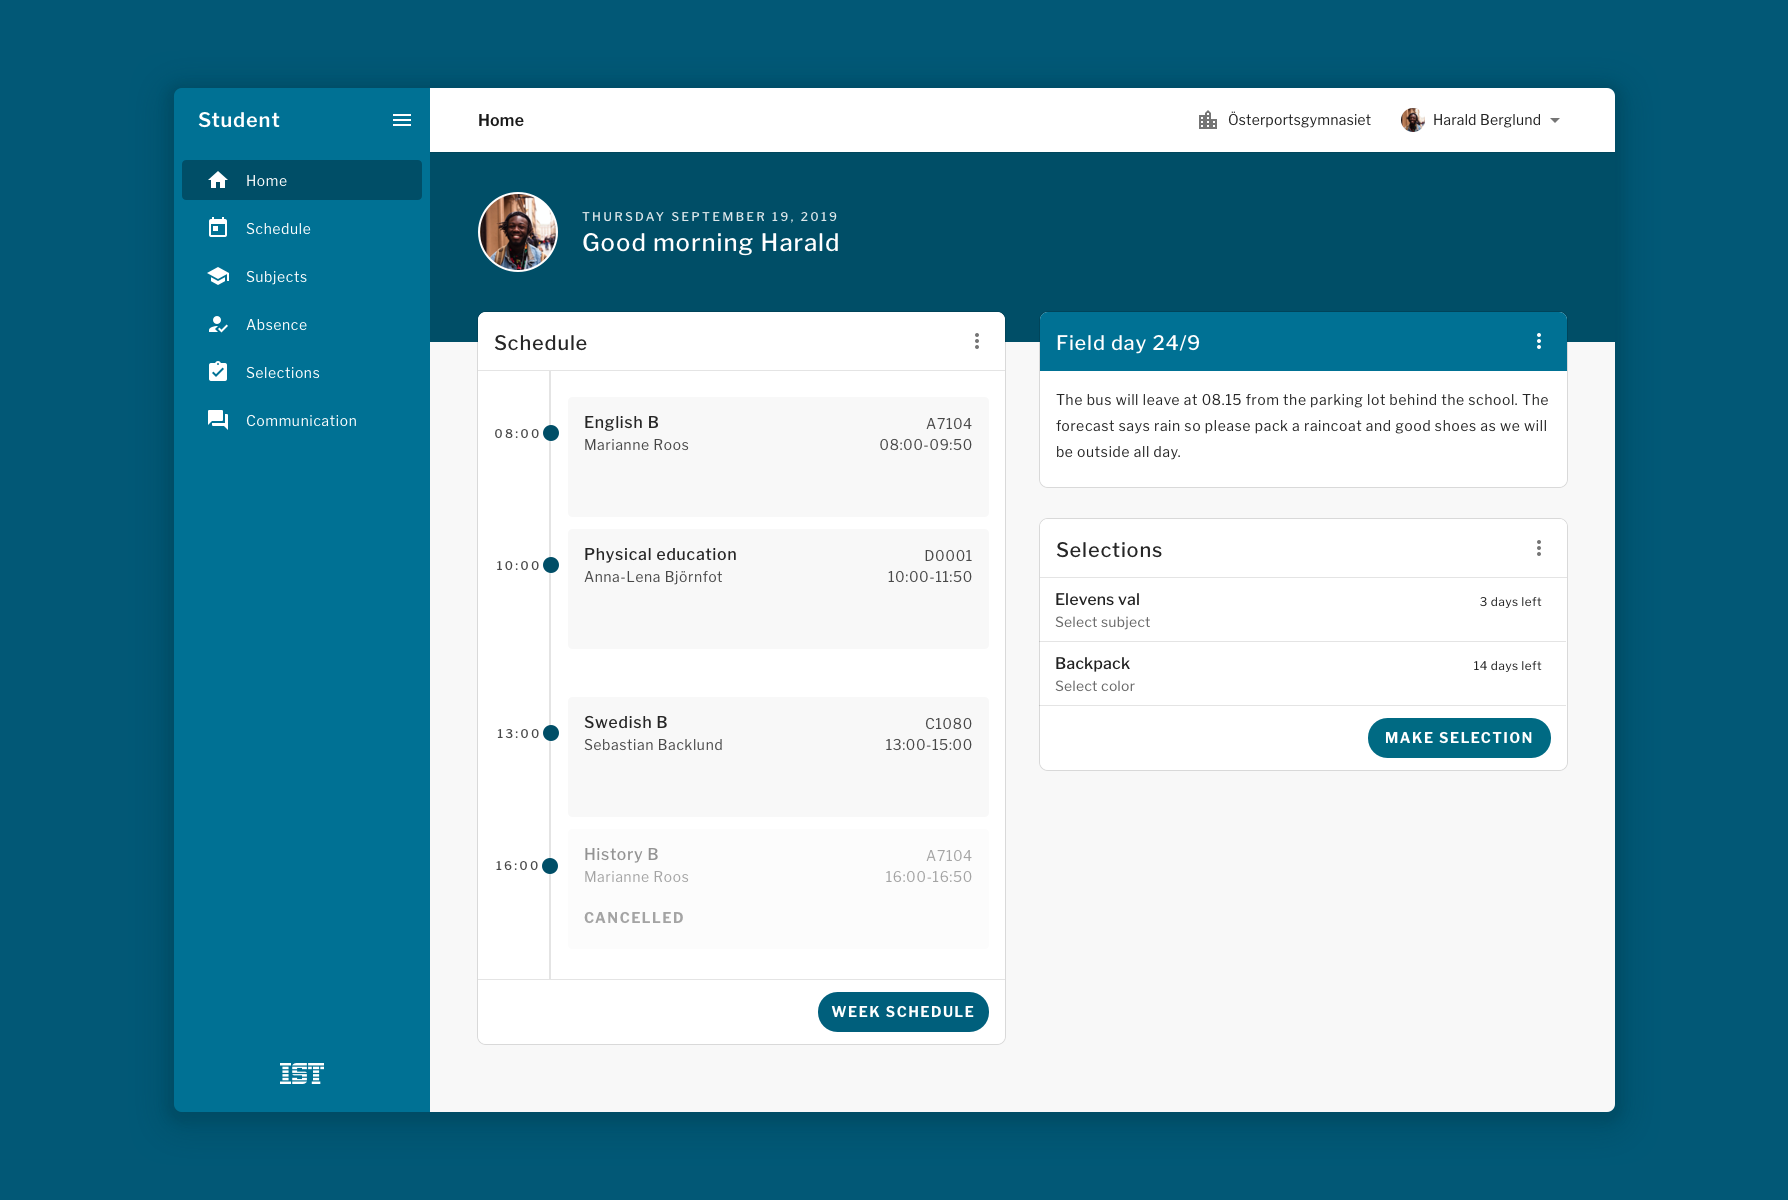 Student
Home
Schedule
Subjects
Absence
Selections
Communication
IST
Home
Österportsgymnasiet
Harald Berglund
THURSDAY SEPTEMBER 19, 2019
Good morning Harald
Schedule
08:00
English B
A7104
Marianne Roos
08:00-09:50
10:00
Physical education
D0001
Anna-Lena Björnfot
10:00-11:50
13:00
Swedish B
C1080
Sebastian Backlund
13:00-15:00
16:00
History B
A7104
Marianne Roos
16:00-16:50
CANCELLED
WEEK SCHEDULE
Field day 24/9
The bus will leave at 08.15 from the parking lot behind the school. The
forecast says rain so please pack a raincoat and good shoes as we will
be outside all day.
Selections
Elevens val
3 days left
Select subject
Backpack
14 days left
Select color
MAKE SELECTION